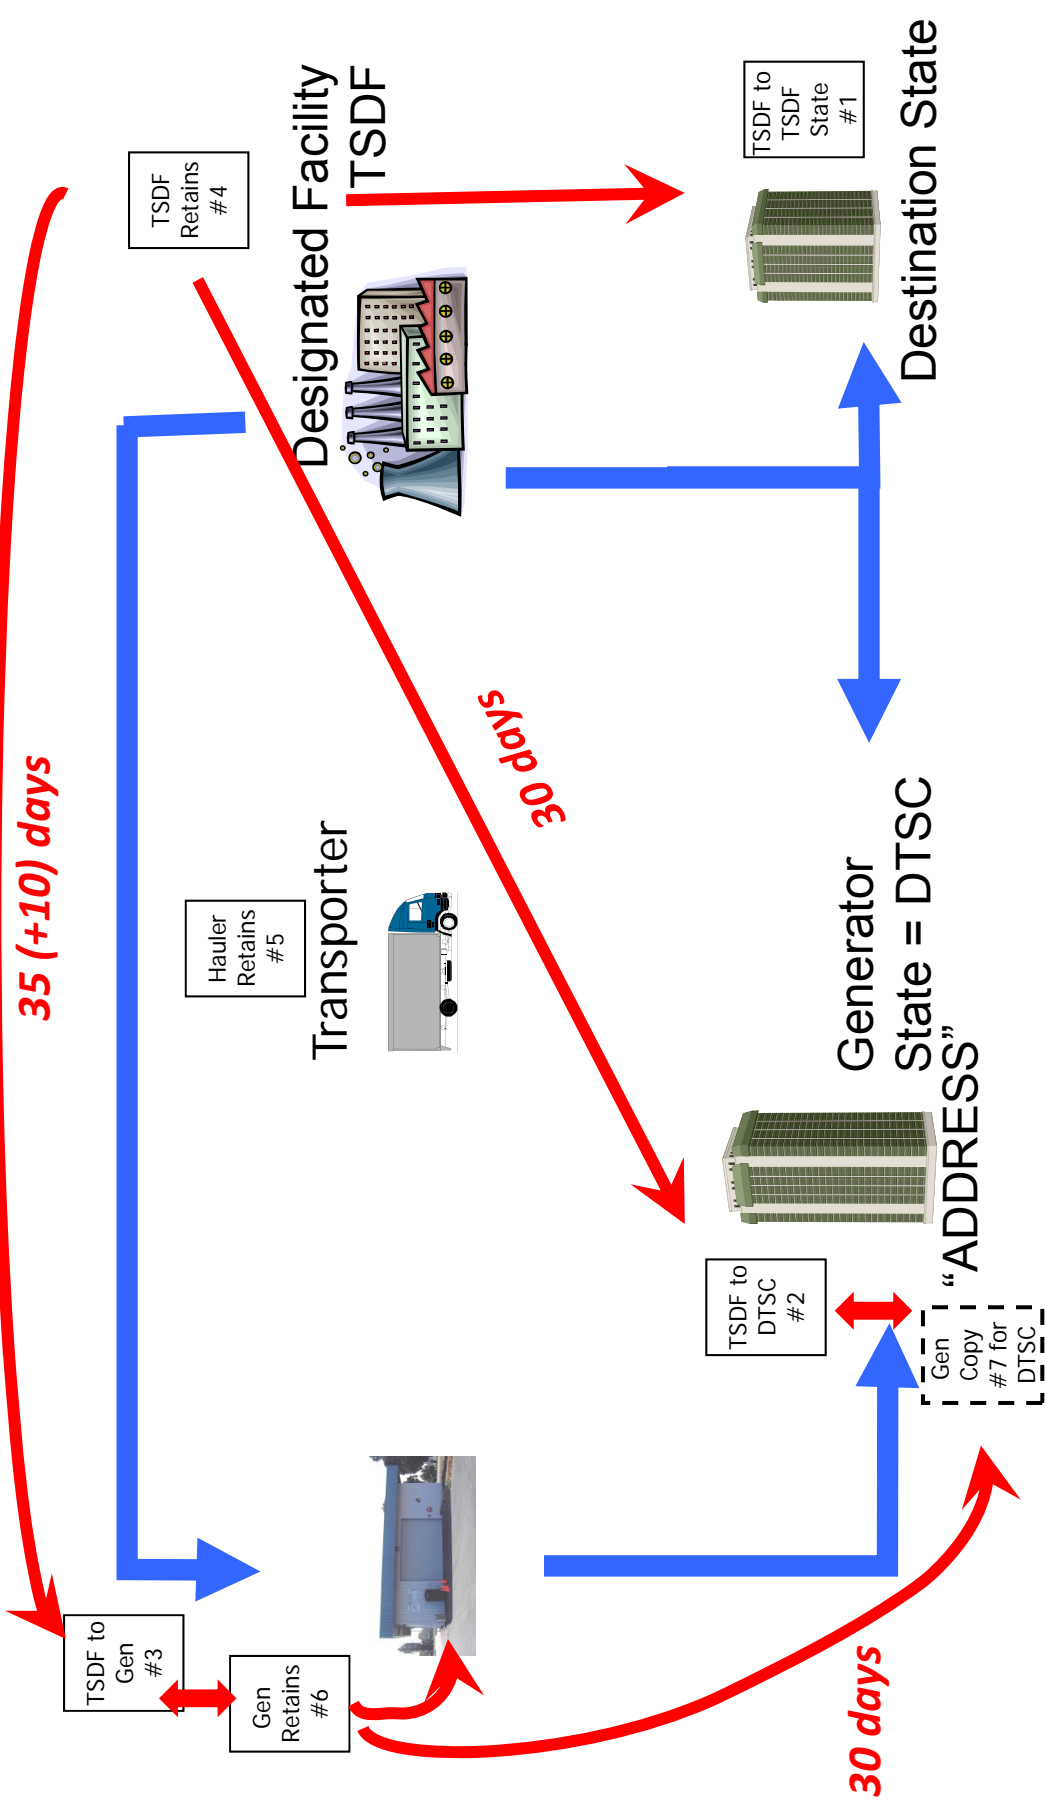 35 (+10) days
TSDF to
Gen
#3
Gen
Retains
#6
Hauler
Retains
#5
Transporter
TSDF
Retains
#4
Designated Facility
TSDF
30 days
30 days
TSDF to
DTSC
#2
Gen
Copy
#7 for
DTSC
Generator
State = DTSC
“ADDRESS”
TSDF to
TSDF
State
#1
Destination State